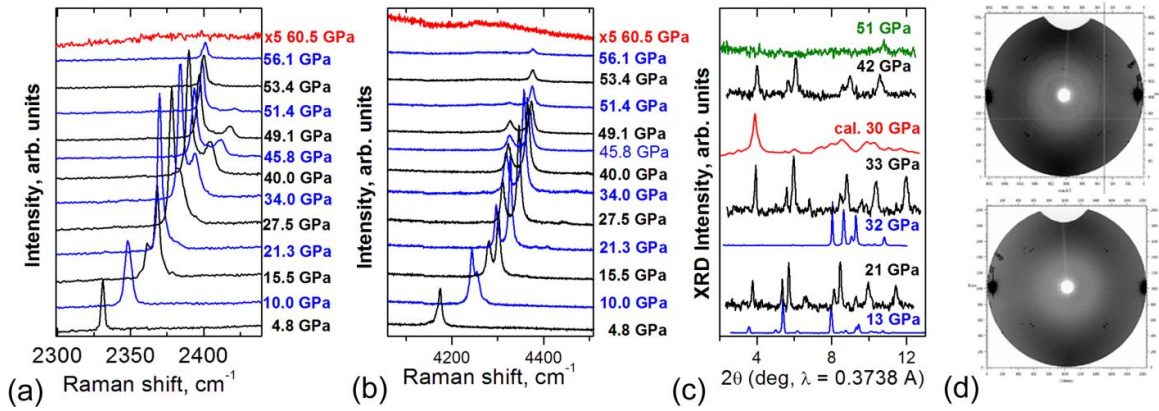 Intensity, arb. units
x5 60.5 GPa
56.1 GPa
53.4 GPa
51.4 GPa
49.1 GPa
45.8 GPa
40.0 GPa
34.0 GPa
27.5 GPa
21.3 GPa
15.5 GPa
10.0 GPa
4.8 GPa
2300 2350 2400
(a) Raman shift, cm-1
Intensity, arb. units
x5 60.5 GPa
56.1 GPa
53.4 GPa
51.4 GPa
49.1 GPa
45.8 GPa
40.0 GPa
34.0 GPa
27.5 GPa
21.3 GPa
15.5 GPa
10.0 GPa
4.8 GPa
4200 4400
(b) Raman shift, cm-1
XRD Intensity, arb. units
51 GPa
42 GPa
cal. 30 GPa
33 GPa
32 GPa
21 GPa
13 GPa
4 8 12
(c) 2θ (deg, λ = 0.3738 A)
(d)